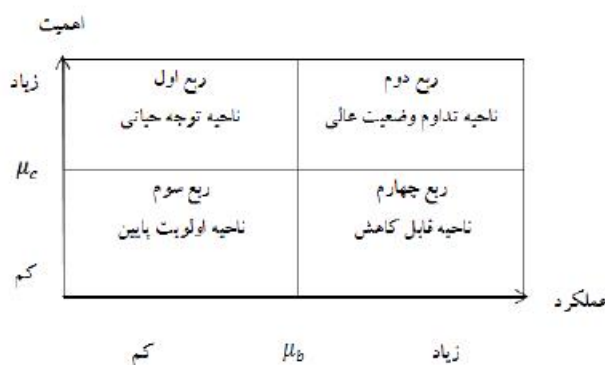 اهمیت
زیاد
ربع اول
ربع دوم
ناحیه توجه حیاتی
ناحیه تداوم وضعیت عالی
μc
ربع سوم
ربع چهارم
ناحیه اولویت پایین
ناحیه قابل کاهش
کم
عملکرد
کم
μb
زیاد